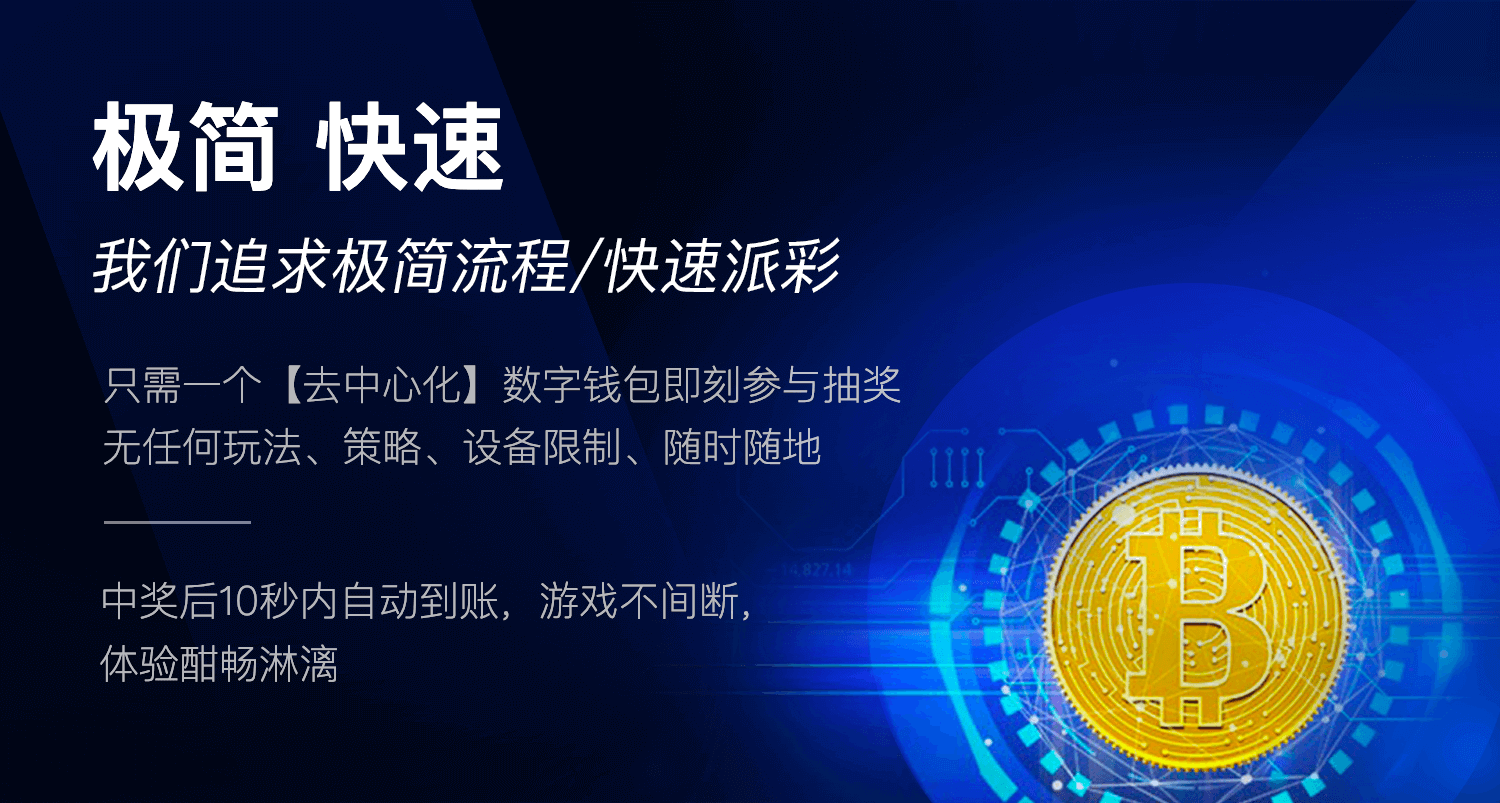 极简 快速
我们追求极简流程/快速派彩
只需一个【去中心化】数字钱包即刻参与抽奖
无任何玩法、策略、设备限制、随时随地
14,827.14
中奖后10秒内自动到账，游戏不间断，
体验酣畅淋漓